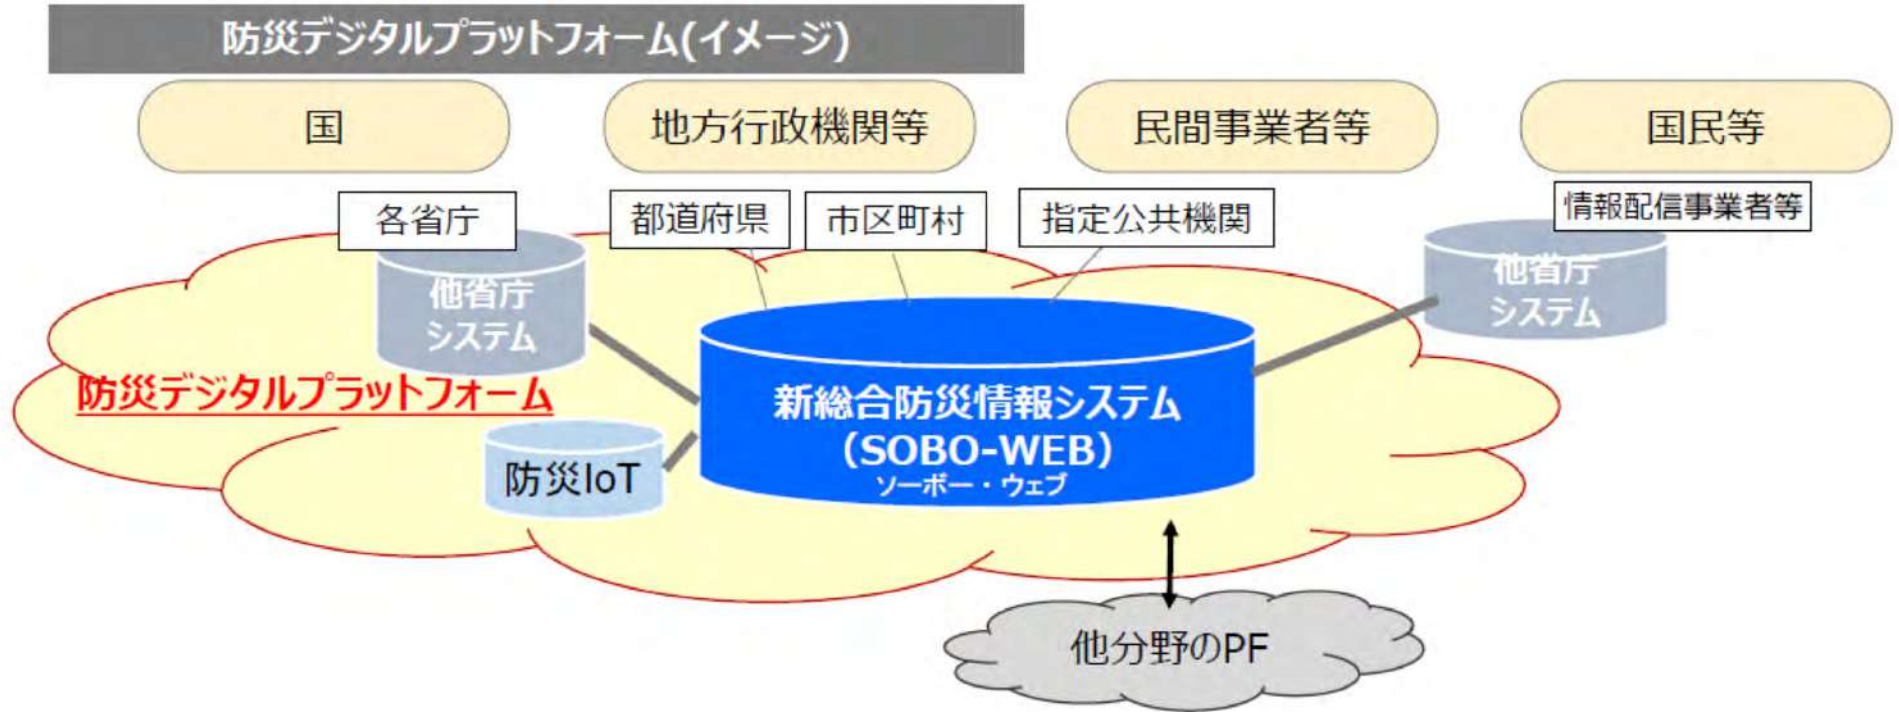 防災デジタルプラットフォーム(イメージ)
国
地方行政機関等
民間事業者等
国民等
各省庁
都道府県
市区町村
指定公共機関
情報配信事業者等
他省庁
システム
他省庁
システム
防災デジタルプラットフォーム
新総合防災情報システム
（SOBO-WEB）
ソーボー・ウェブ
防災IoT
他分野のPF